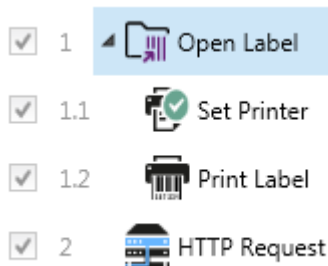 1 Open Label
1.1 Set Printer
1.2 Print Label
2 HTTP Request